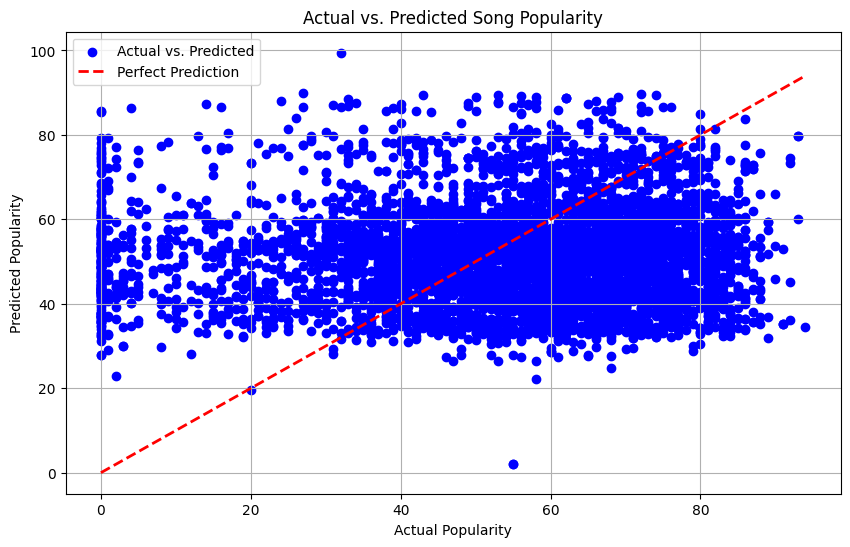 Actual vs. Predicted Song Popularity
Actual vs. Predicted
Perfect Prediction
Predicted Popularity
100
80
60
40
20
0
0 20 40 60 80
Actual Popularity